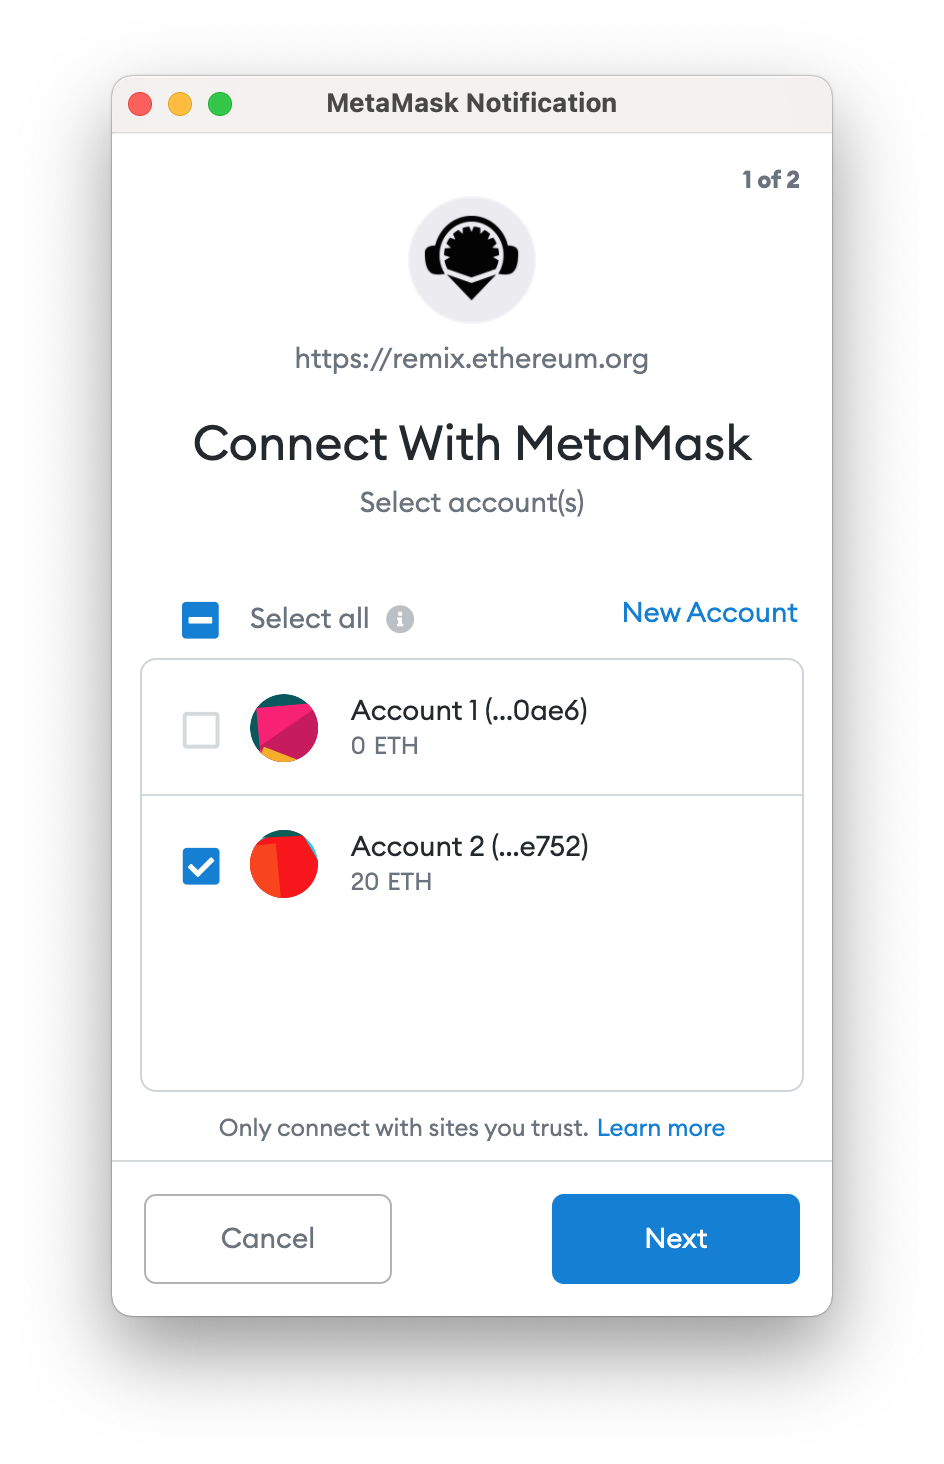 MetaMask Notification
1 of 2
https://remix.ethereum.org
Connect With MetaMask
Select account(s)
Select all
New Account
Account 1 (...0ae6)
0 ETH
Account 2 (...e752)
20 ETH
Only connect with sites you trust. Learn more
Cancel
Next